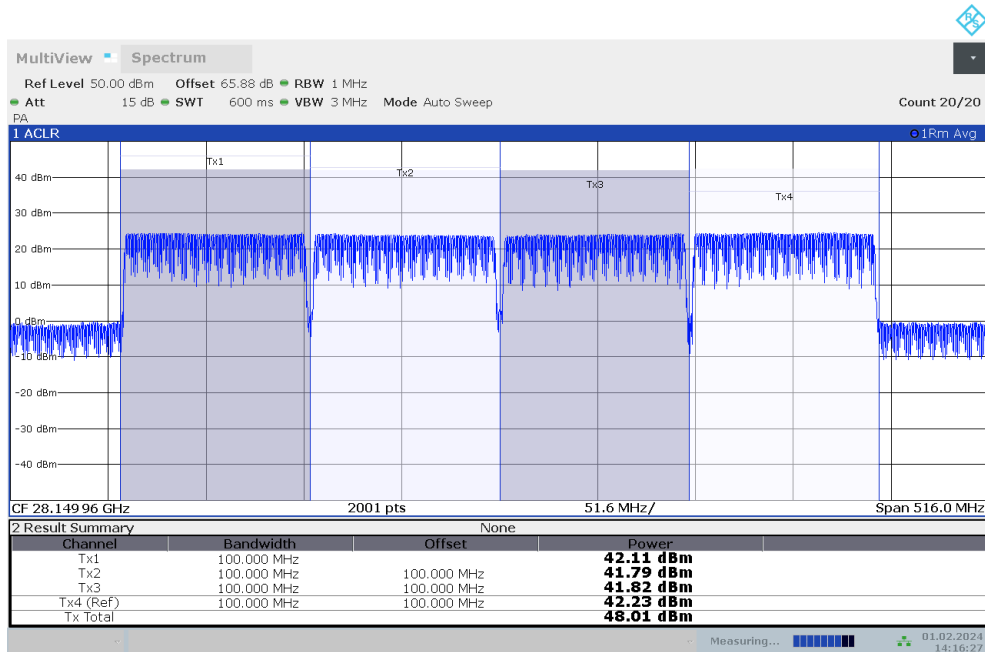 R S
MultiView Spectrum
Ref Level 50.00 dBm Offset 65.88 dB RBW 1 MHz
Att 15 dB SWT 600 ms VBW 3 MHz Mode Auto Sweep Count 20/20
PA
1 ACLR 1Rm Avg
Tx1
Tx2
Tx3
Tx4
40 dBm
30 dBm
20 dBm
10 dBm
0 dBm
-10 dBm
-20 dBm
-30 dBm
-40 dBm
CF 28.149 96 GHz 2001 pts 51.6 MHz/ Span 516.0 MHz
2 Result Summary None
Channel Bandwidth Offset Power
Tx1 100.000 MHz 42.11 dBm
Tx2 100.000 MHz 100.000 MHz 41.79 dBm
Tx3 100.000 MHz 100.000 MHz 41.82 dBm
Tx4 (Ref) 100.000 MHz 100.000 MHz 42.23 dBm
Tx Total 48.01 dBm
Measuring... 01.02.2024
14:16:27